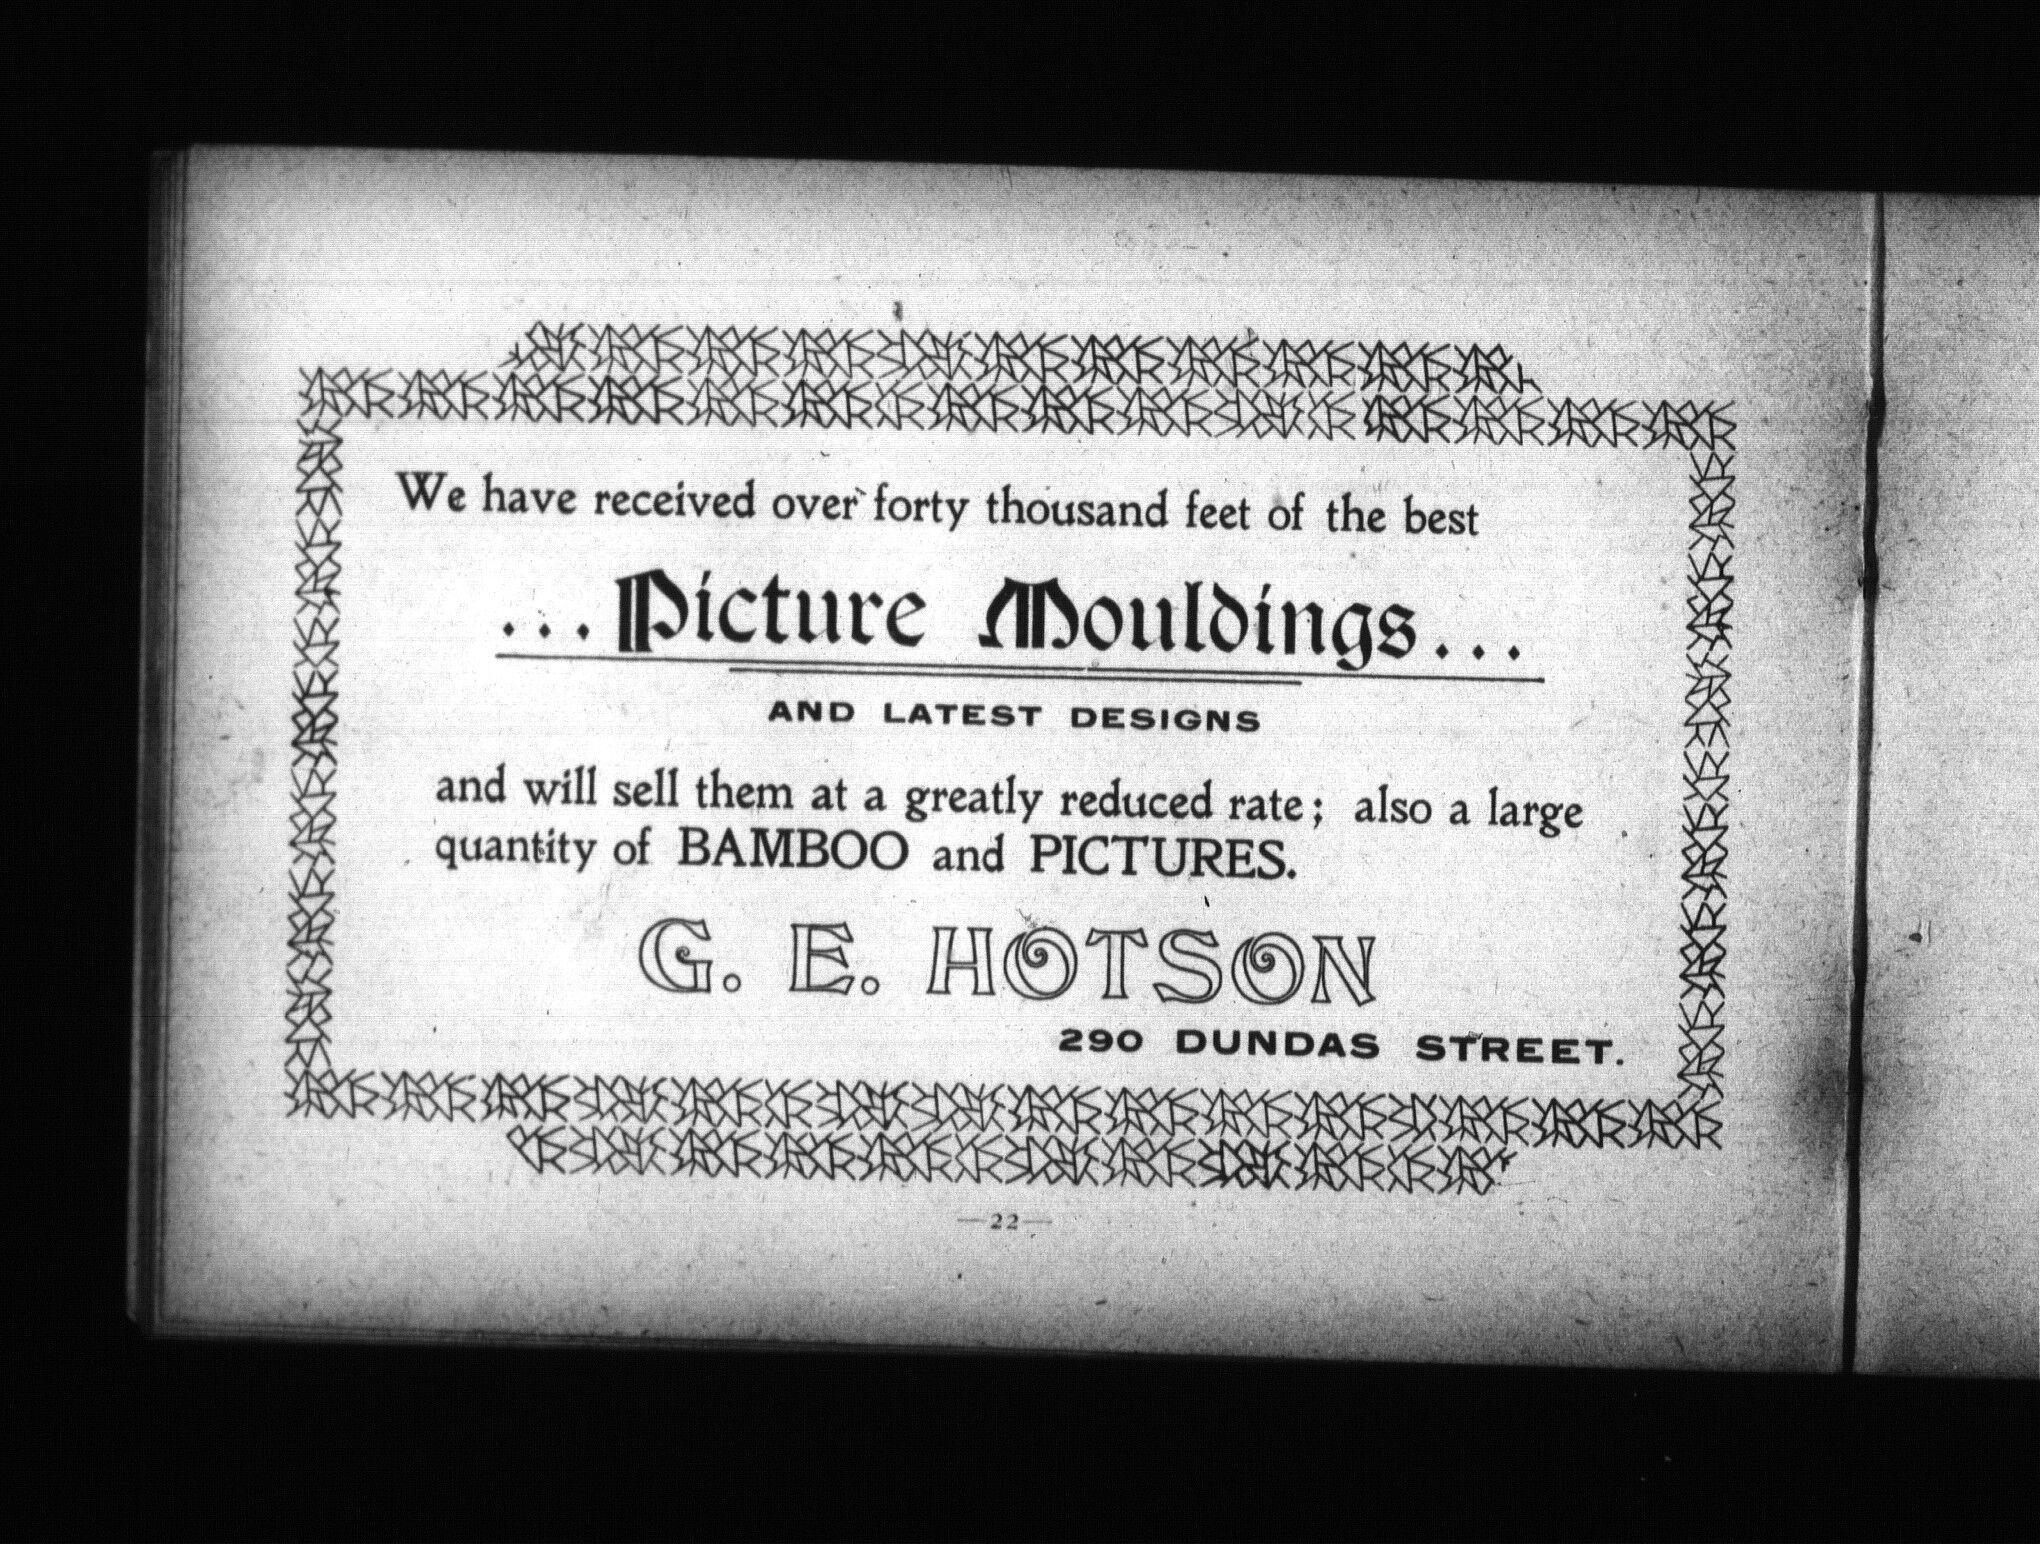 We have received over forty thousand feet of the best
...Picture Mouldings...
AND LATEST DESIGNS
and will sell them at a greatly reduced rate; also a large
quantity of BAMBOO and PICTURES.
G. E. HOTSON
290 DUNDAS STREET.
—22—